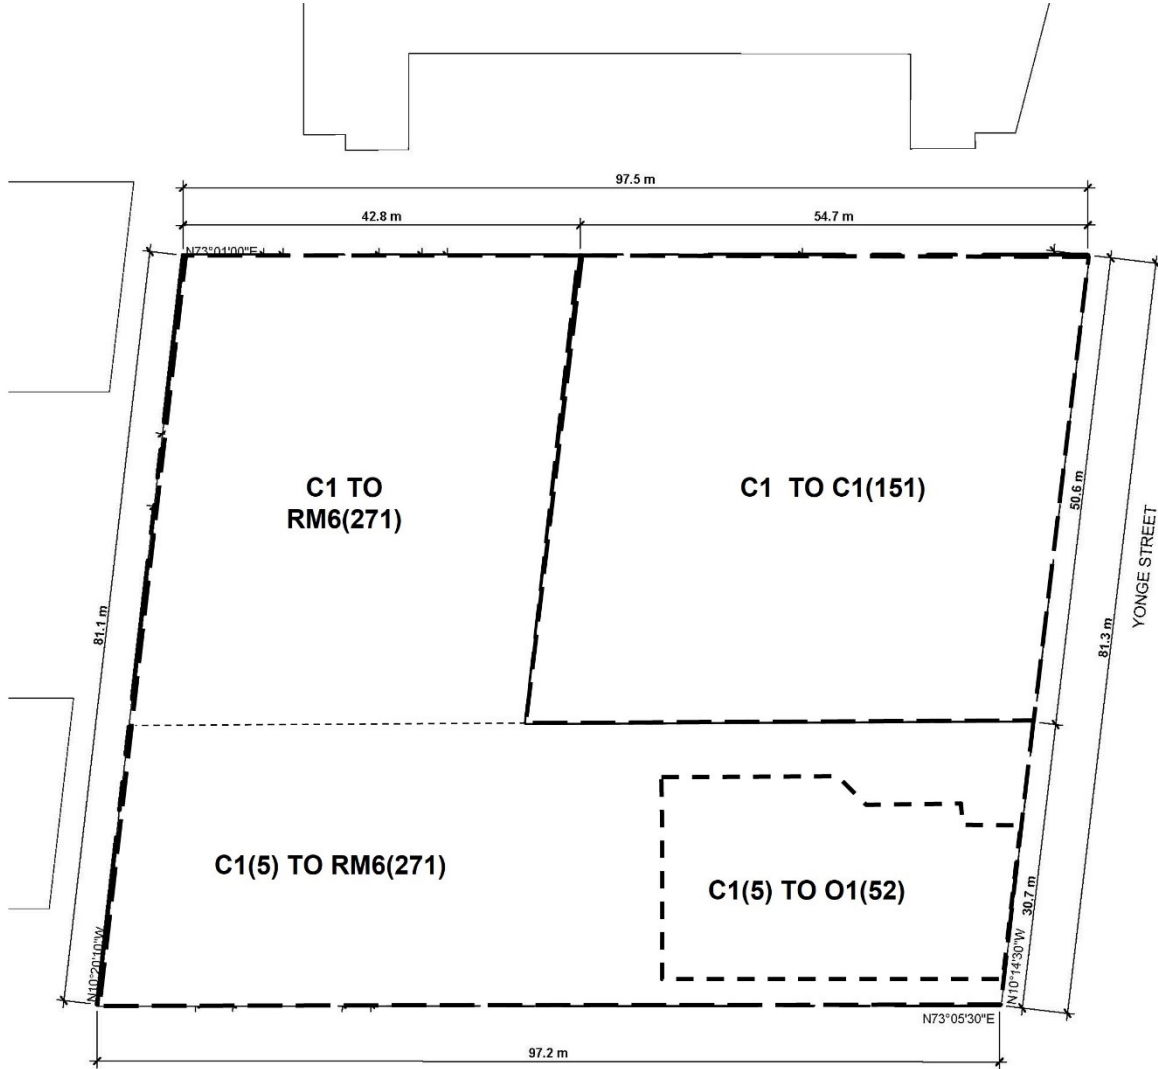 97.5 m
42.8 m
54.7 m
N73°01'00"E
C1 TO
RM6(271)
C1 TO C1(151)
50.6 m
YONGE STREET
81.1 m
81.3 m
C1(5) TO RM6(271)
C1(5) TO O1(52)
30.7 m
N10°20'10"W
N10°14'30"W
N73°05'30"E
97.2 m